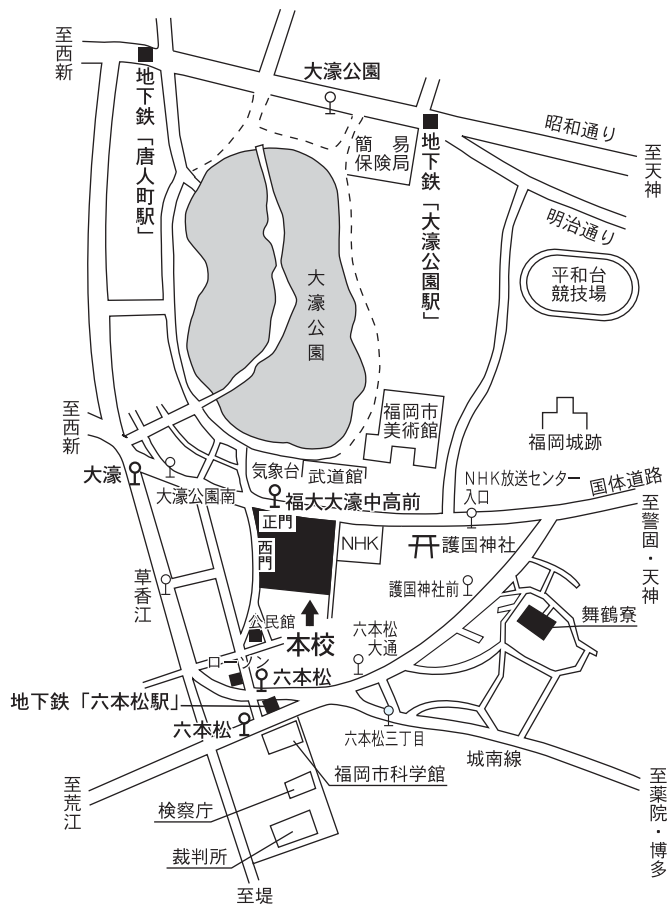 至西新
地下鉄「唐人町駅」
大濠公園
地下鉄「大濠公園駅」
簡易
保険局
昭和通り
至天神
明治通り
平和台
競技場
大濠公園
至西新
福岡市
美術館
福岡城跡
大濠
大濠公園南
気象台
武道館
福大大濠中高前
NHK放送センター
入口
国体道路
至警固・天神
正門
西門
NHK
護国神社
草香江
護国神社前
舞鶴寮
公民館
本校
六本松
大通
ローソン
六本松
地下鉄「六本松駅」
六本松
六本松三丁目
城南線
福岡市科学館
至荒江
検察庁
至薬院・博多
裁判所
至堤